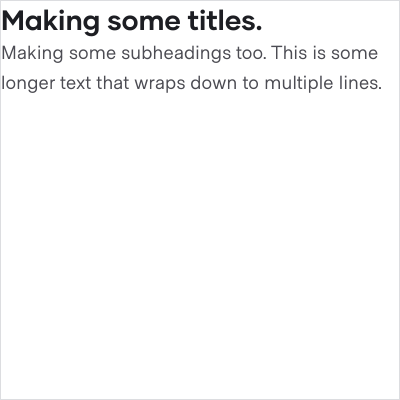 Making some titles.
Making some subheadings too. This is some
longer text that wraps down to multiple lines.